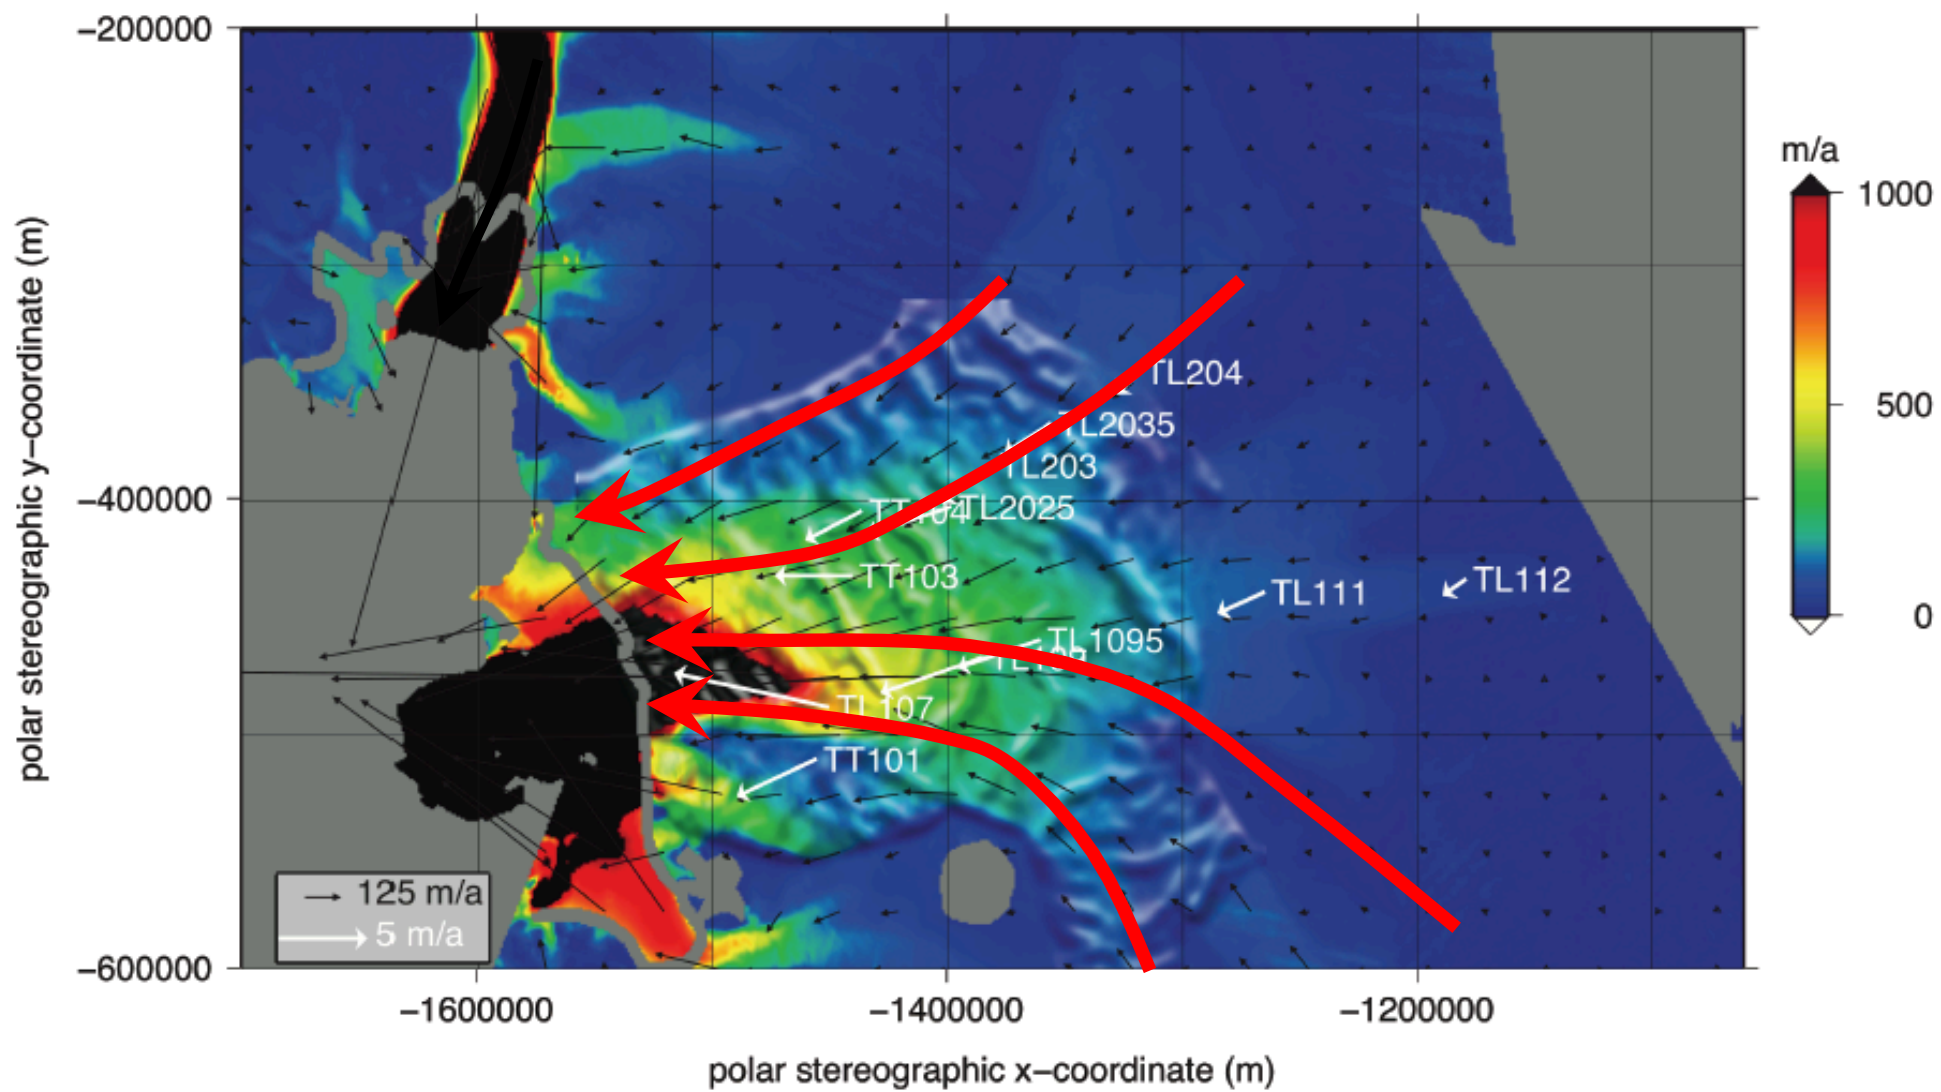 −200000
−400000
−600000
polar stereographic y−coordinate (m)
m/a
1000
500
0
TL204
TL2035
TL203
TT104
TL2025
TT103
TL111
TL112
TL1095
TL107
TT101
125 m/a
5 m/a
−1600000
−1400000
−1200000
polar stereographic x−coordinate (m)